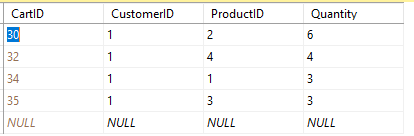 CartID CustomerID ProductID Quantity
30 1 2 6
32 1 4 4
34 1 1 3
35 1 3 3
NULL NULL NULL NULL